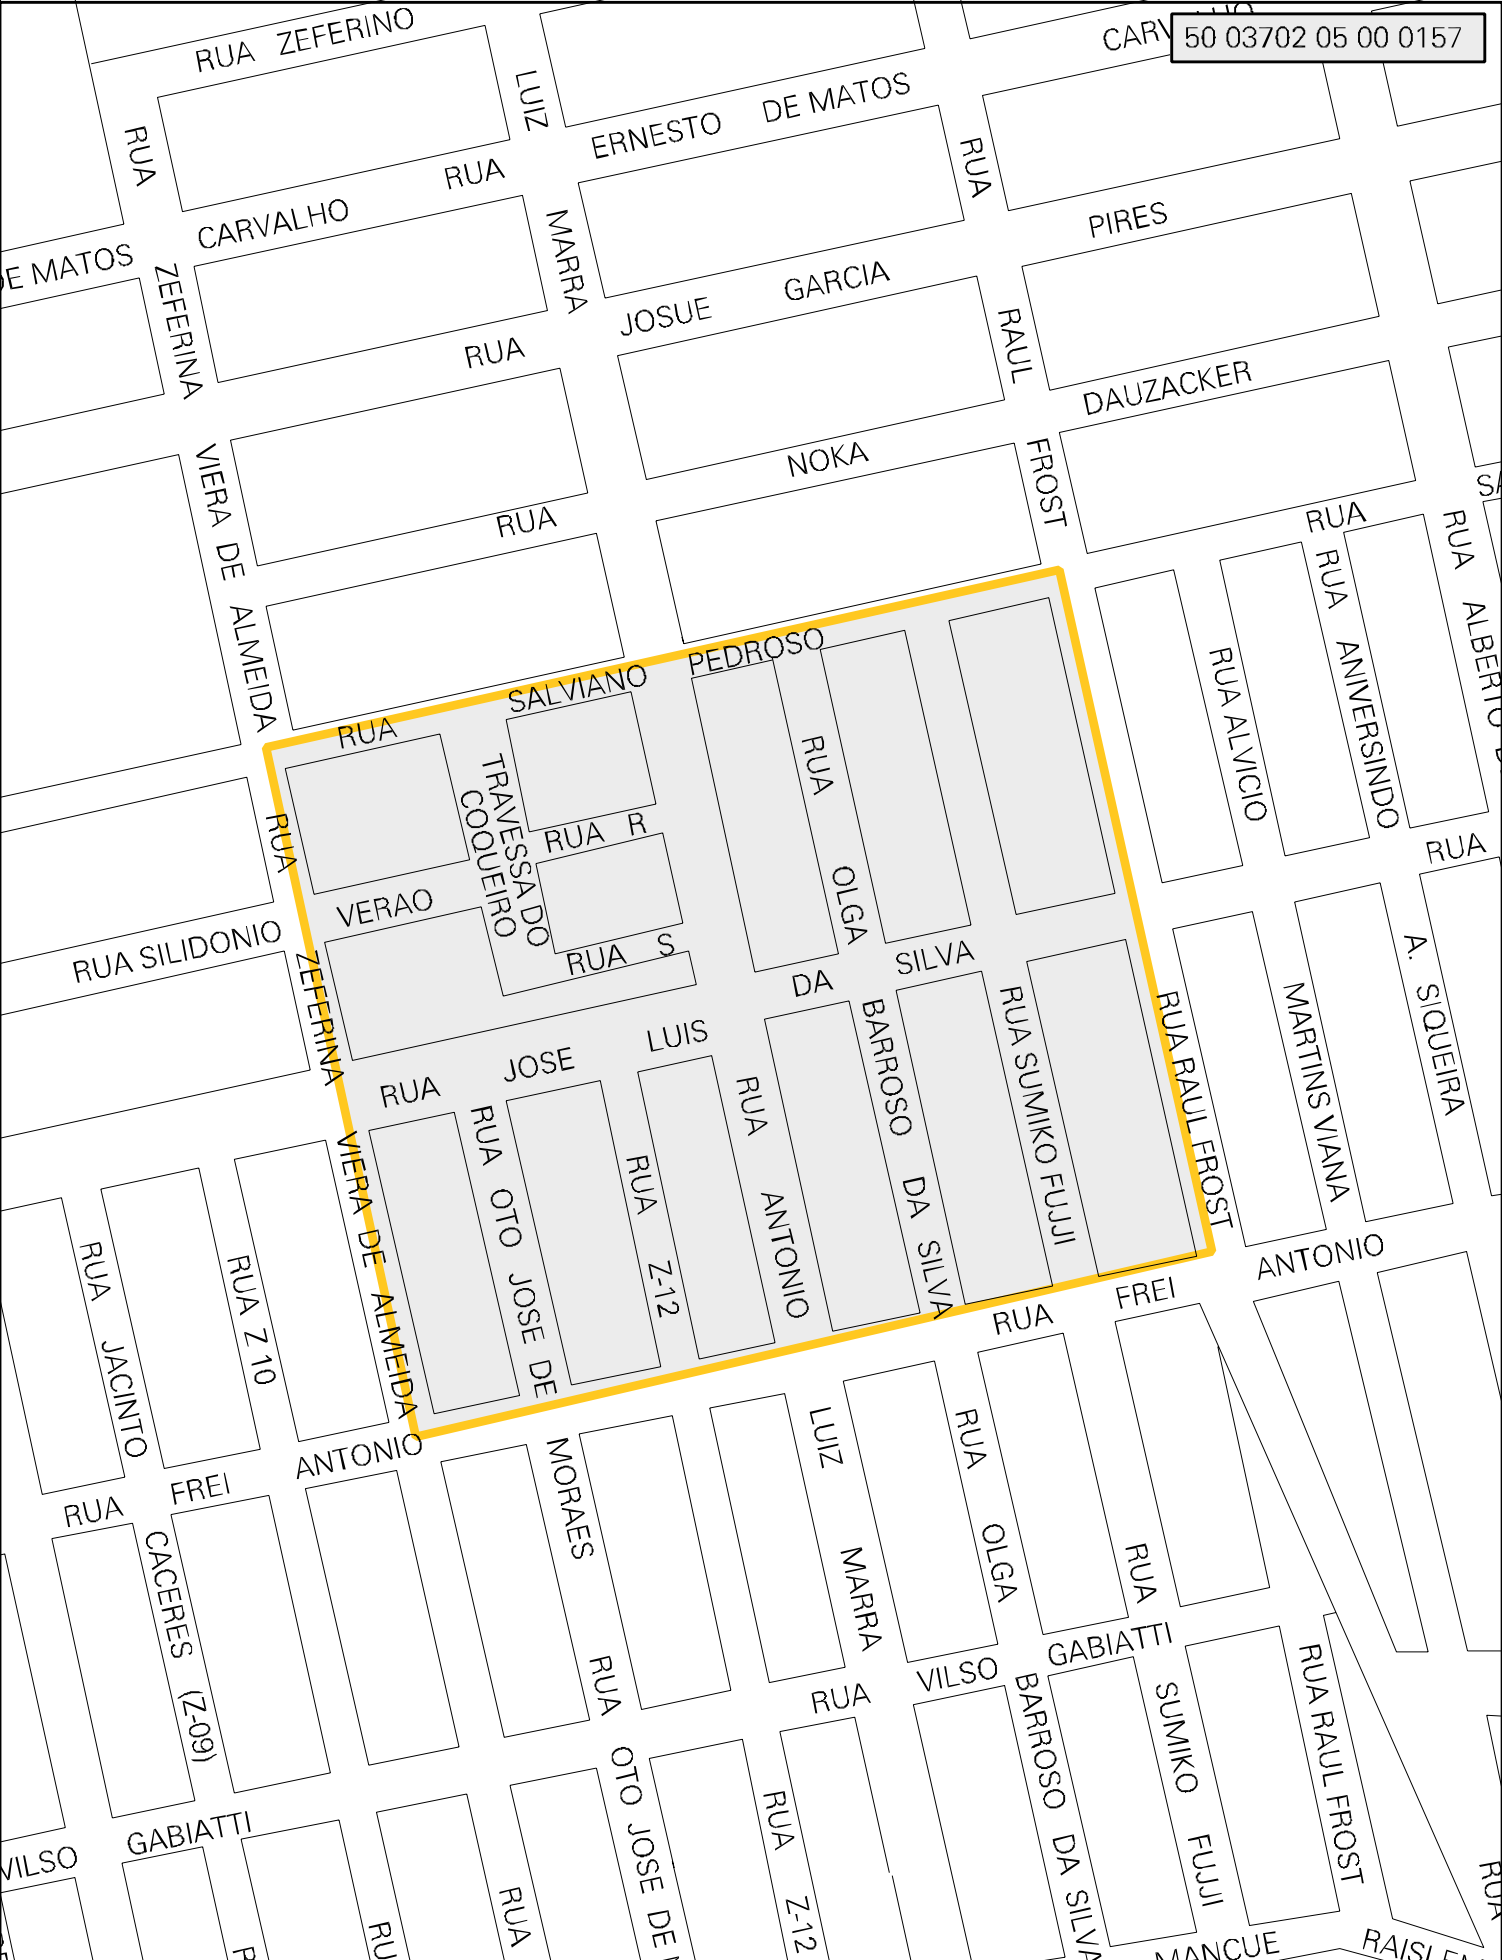 50 03702 05 00 0157
RUA ZEFERINO
LUIZ
ERNESTO DE MATOS
RUA
RUA
RUA
CARVALHO
DE MATOS
ZEFERINA
MARRA
PIRES
JOSUE GARCIA
RUA
RAUL
DAUZACKER
NOKA
RUA
FROST
RUA
VIERA DE ALMEIDA
RUA SALVIANO PEDROSO
RUA ANIVERSINDO
RUA ALBERTO
RUA ALVICIO
RUA
TRAVESSA DO
COQUEIRO
RUA R
RUA OLGA
RUA
VERAO
RUA SILIDONIO
RUA S
ZEFERINA
RUA JOSE LUIS DA SILVA
BARROSO DA SILVA
RUA SUMIKO FUJJI
RUA RAUL FROST
MARTINS VIANA
A. SIQUEIRA
VIERA DE ALMEIDA
RUA OTO JOSE DE
RUA Z-12
RUA ANTONIO
RUA JACINTO
RUA Z 10
RUA FREI ANTONIO
RUA FREI ANTONIO
CACERES (Z-09)
MORAES
LUIZ MARRA
RUA OLGA
RUA
RUA VILSO GABIATTI
RUA
OTO JOSE DE
RUA Z-12
BARROSO DA SILVA
SUMIKO FUJJI
RUA RAUL FROST
VILSO GABIATTI
RUA
RUA
MANCUE